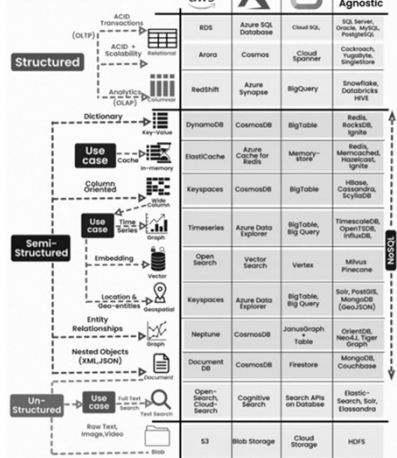 aws
Agnostic
ACID
Transactions
(OLTP)
ACID +
Scalability
Analytics
(OLAP)
Structured
Relational
Columnar
RDS
Azure SQL
Database
Cloud SQL,
SQL Server,
Oracle, MySQL,
PostgleSQL
Arora
Cosmos
Cloud
Spanner
Cockroach,
YugaByte,
SingleStore
RedShift
Azure
Synapse
BigQuery
Snowflake,
Databricks
HIVE
Dictionary
Key-Value
DynamoDB
CosmosDB
BigTable
Redis,
RocksDB,
Ignite
Use
case
Cache
In-memory
ElastiCache
Azure
Cache for
Redis
Memory-
store
Redis,
Memcached,
Hazelcast,
Ignite
Column
Oriented
Wide
Column
Keyspaces
CosmosDB
BigTable
HBase,
Cassandra,
ScyllaDB
Use
case
Time
Series
Graph
Timeseries
Azure Data
Explorer
BigTable,
Big Query
TimescaleDB,
OpenTSDB,
InfluxDB,
Semi-
Structured
Embedding
Vector
Open
Search
Vector
Search
Vertex
Milvus
Pinecone
NoSQL
Location &
Geo-entities
Geospatial
Keyspaces
Azure Data
Explorer
BigTable,
Big Query
Solr, PostGIS,
MongoDB
(GeoJSON)
Entity
Relationships
Graph
Neptune
CosmosDB
JanusGraph
+
Table
OrientDB,
Neo4J, Tiger
Graph
Nested Objects
(XML,JSON)
Document
Document
DB
CosmosDB
Firestore
MongoDB,
Couchbase
Un-
Structured
Use
case
Full Text
Search
Text Search
Open-
Search,
Cloud-
Search
Cognitive
Search
Search APIs
on Databse
Elastic-
Search, Solr,
Elassandra
Raw Text,
Image,Video
Blob
S3
Blob Storage
Cloud
Storage
HDFS